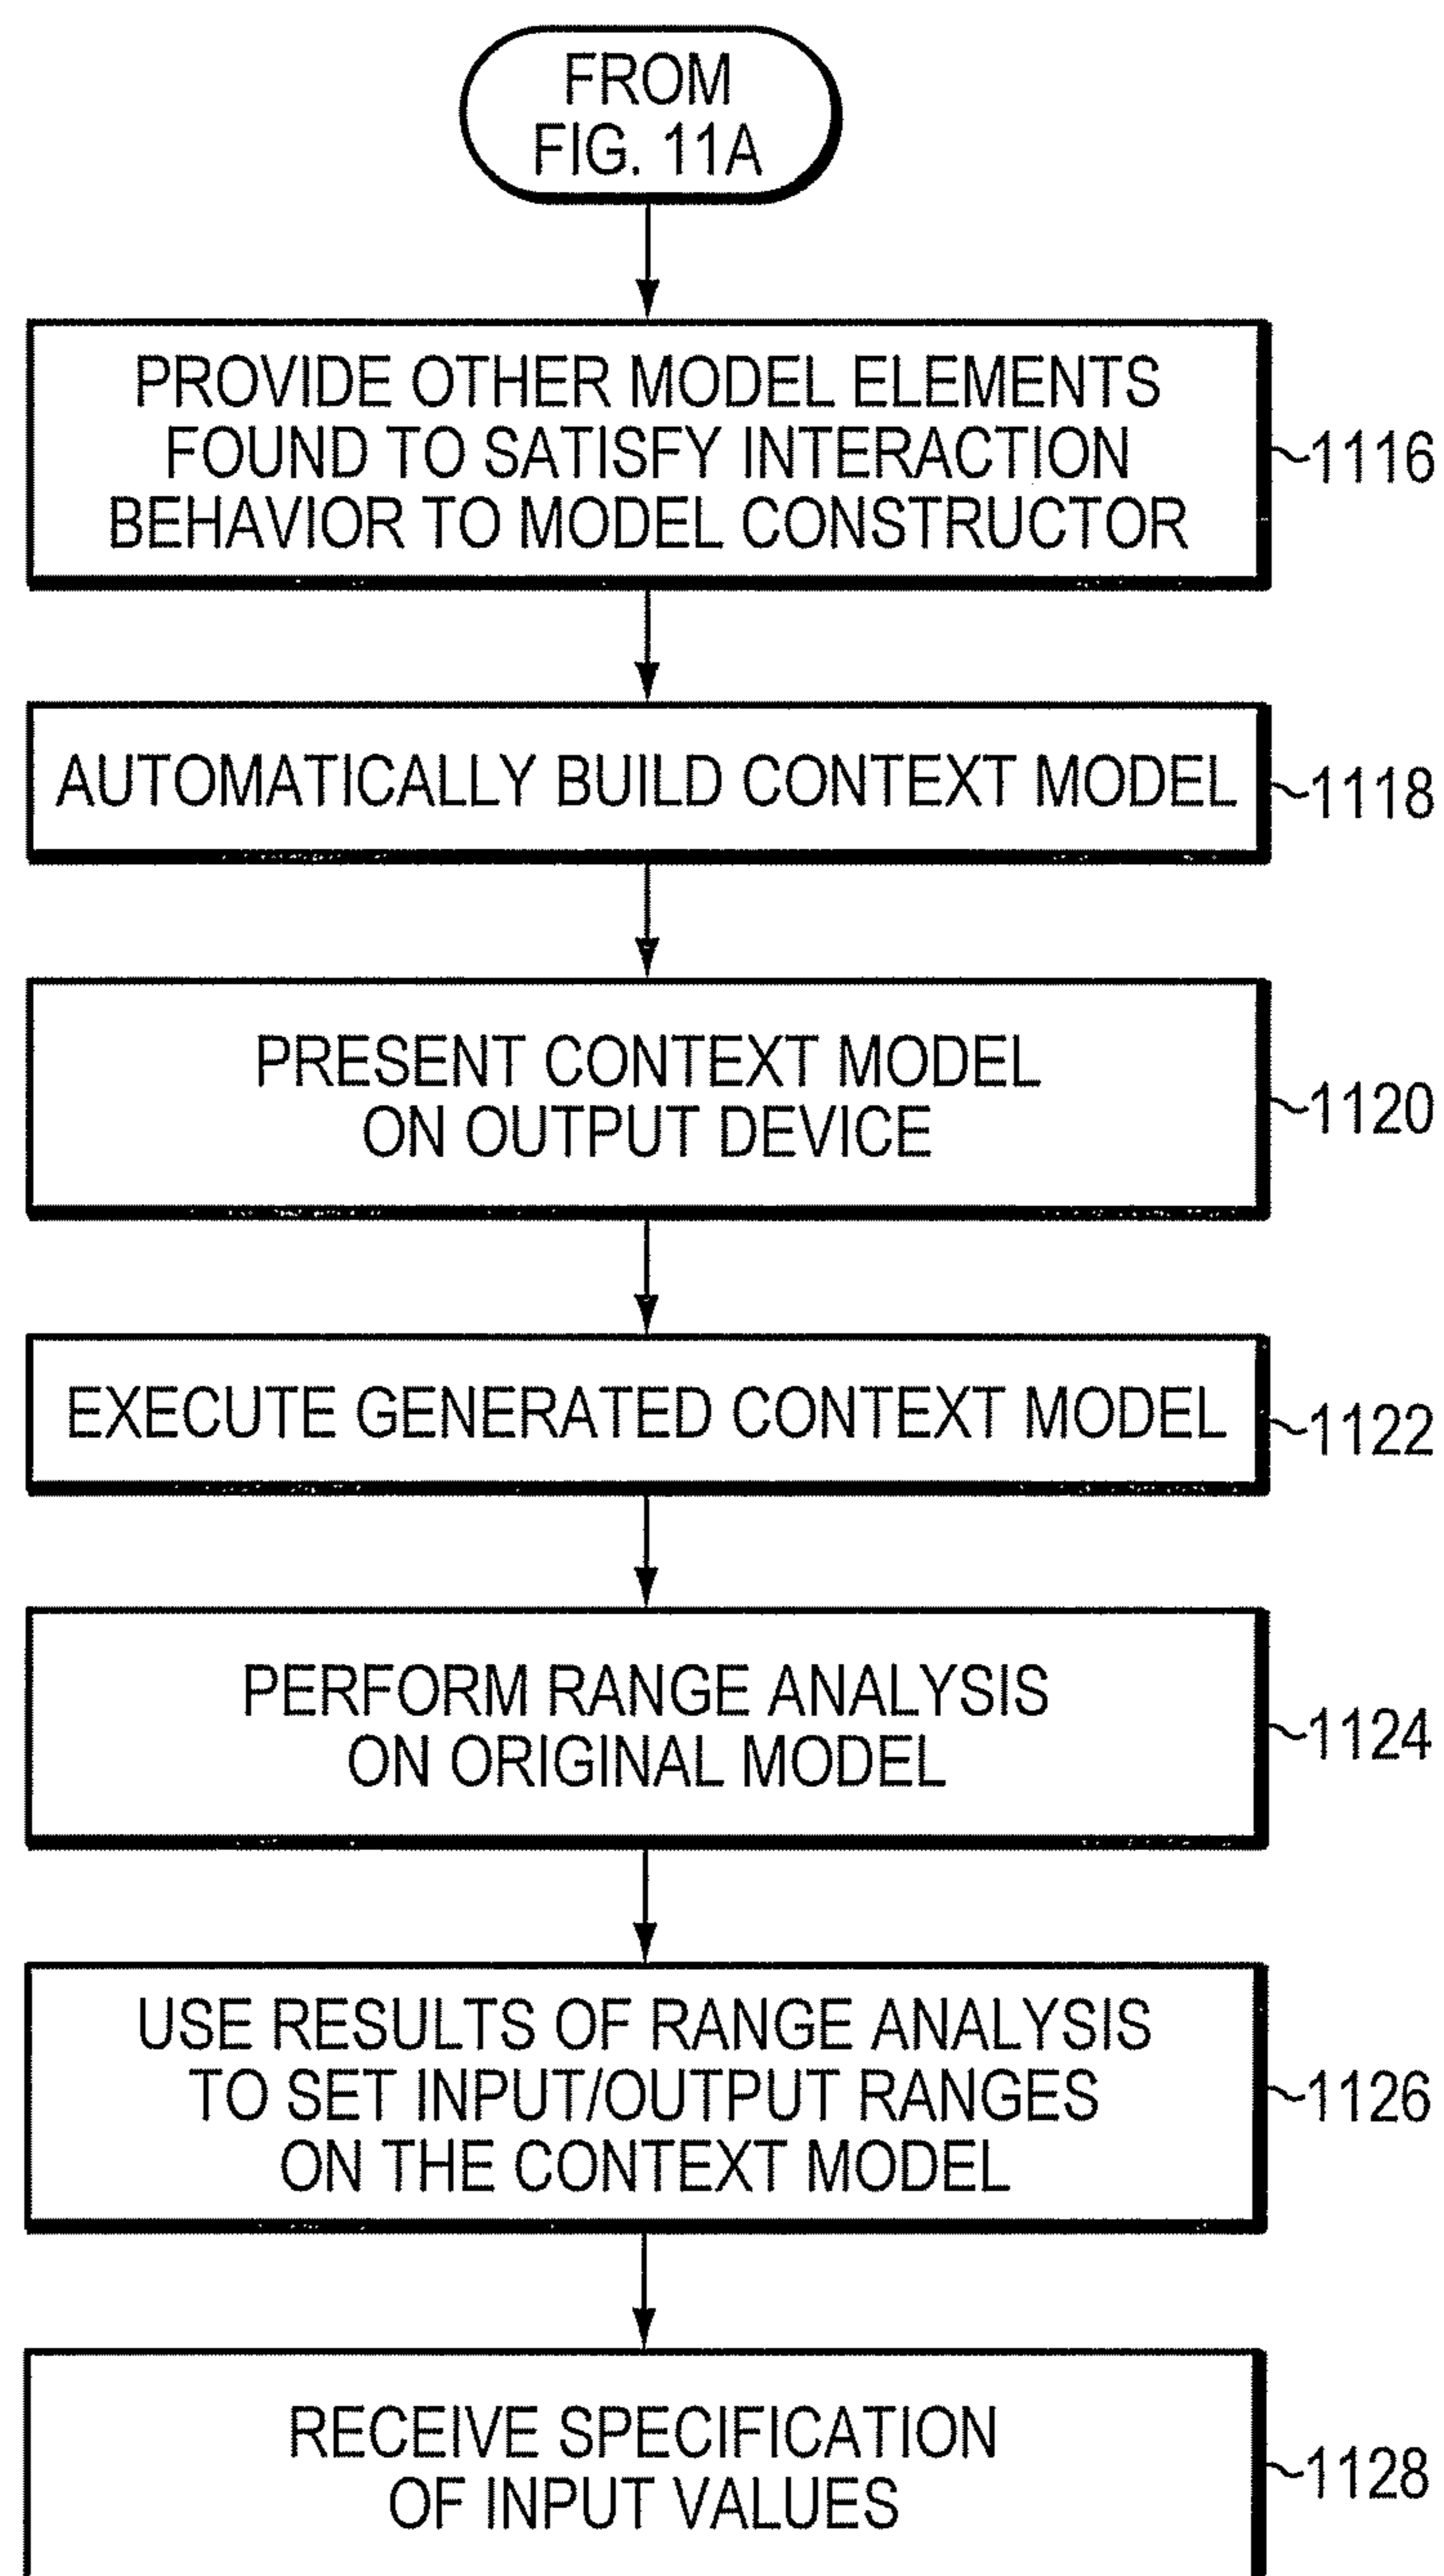 FROM
FIG. 11A
PROVIDE OTHER MODEL ELEMENTS
FOUND TO SATISFY INTERACTION
BEHAVIOR TO MODEL CONSTRUCTOR
1116
AUTOMATICALLY BUILD CONTEXT MODEL
1118
PRESENT CONTEXT MODEL
ON OUTPUT DEVICE
1120
EXECUTE GENERATED CONTEXT MODEL
1122
PERFORM RANGE ANALYSIS
ON ORIGINAL MODEL
1124
USE RESULTS OF RANGE ANALYSIS
TO SET INPUT/OUTPUT RANGES
ON THE CONTEXT MODEL
1126
RECEIVE SPECIFICATION
OF INPUT VALUES
1128